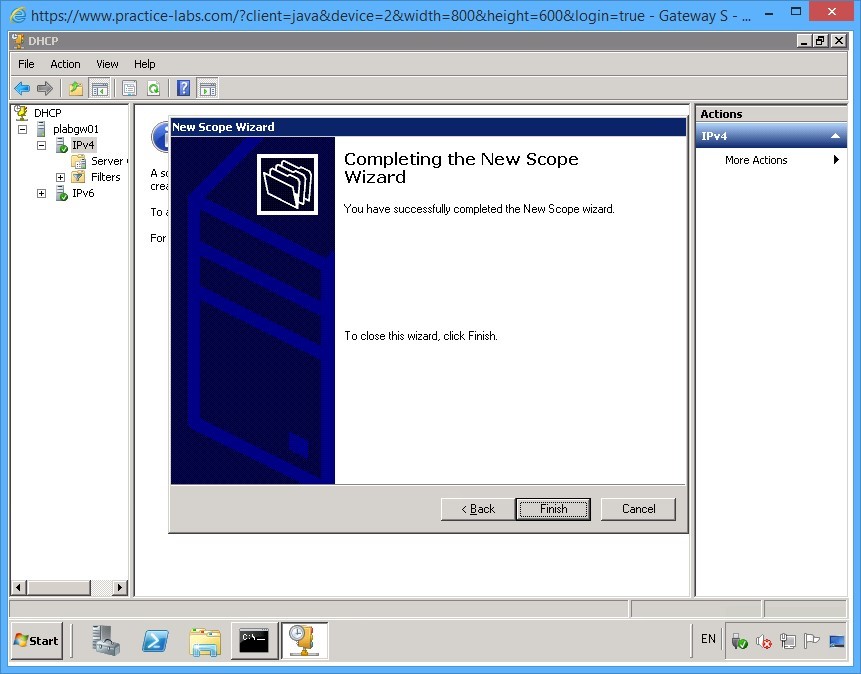 https://www.practice-labs.com/?client=java&device=2&width=800&height=600&login=true - Gateway S - ...
DHCP
File Action View Help
DHCP
plabgw01
IPv4
Server
Filters
IPv6
A
crea
To
For
New Scope Wizard
Completing the New Scope
Wizard
You have successfully completed the New Scope wizard.
To close this wizard, click Finish.
< Back
Finish
Cancel
Actions
IPv4
More Actions
Start
C:\
EN